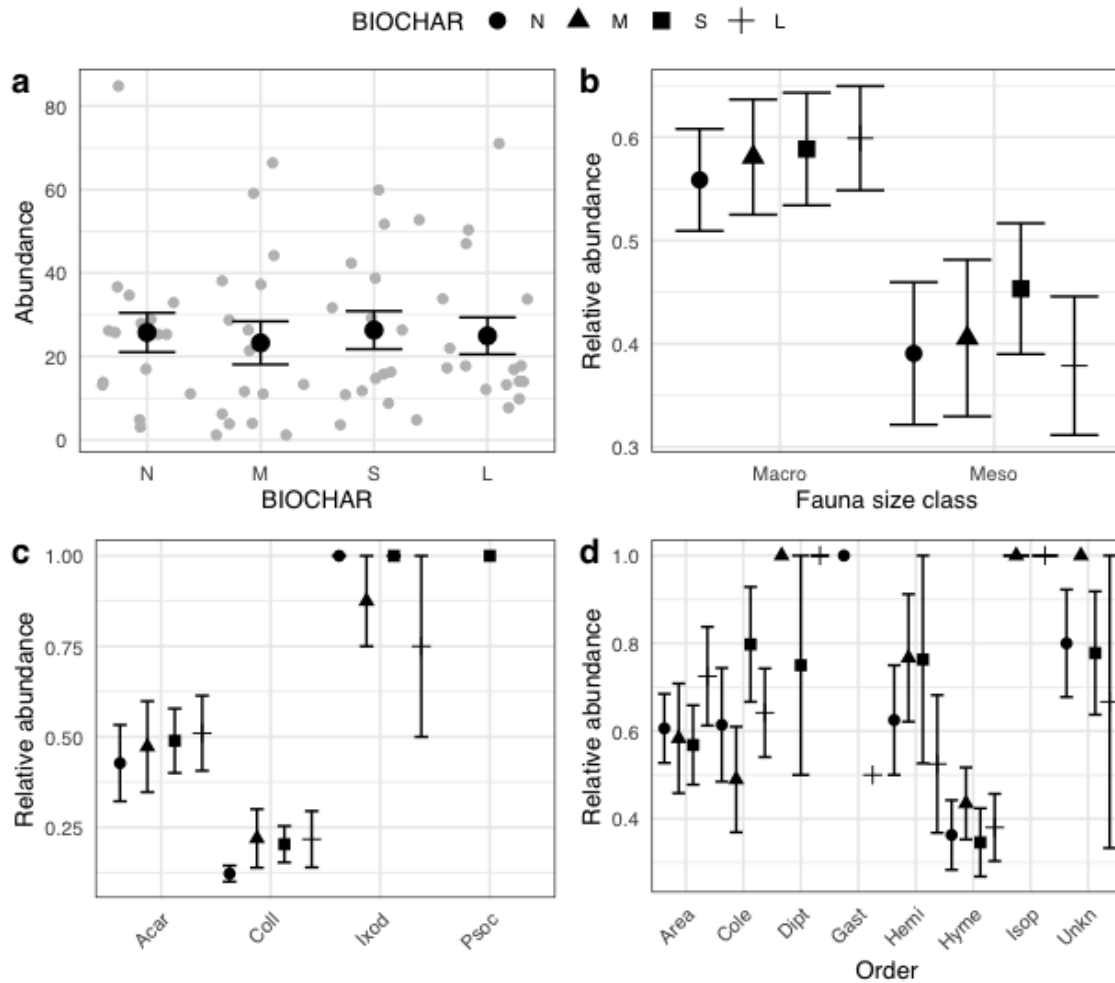 BIOCHAR N M S L
a
Abundance
80
60
40
20
0
N M S L
BIOCHAR
b
Relative abundance
0.6
0.5
0.4
0.3
Macro Meso
Fauna size class
c
Relative abundance
1.00
0.75
0.50
0.25
Acar Coll Ixod Psoc
d
Relative abundance
1.0
0.8
0.6
0.4
Area Cole Dipt Gast Hemi Hyme Isop Unkn
Order